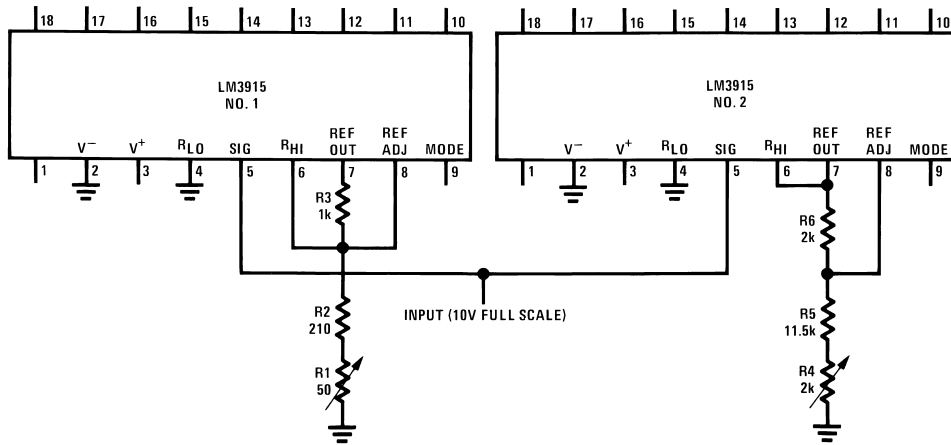 18 17 16 15 14 13 12 11 10
18 17 16 15 14 13 12 11 10
LM3915
NO. 1
LM3915
NO. 2
V− V+ RLO SIG RHI REF OUT REF ADJ MODE
V− V+ RLO SIG RHI REF OUT REF ADJ MODE
1 2 3 4 5 6 7 8 9
1 2 3 4 5 6 7 8 9
R3
1k
R6
2k
R2
210
INPUT (10V FULL SCALE)
R5
11.5k
R1
50
R4
2k